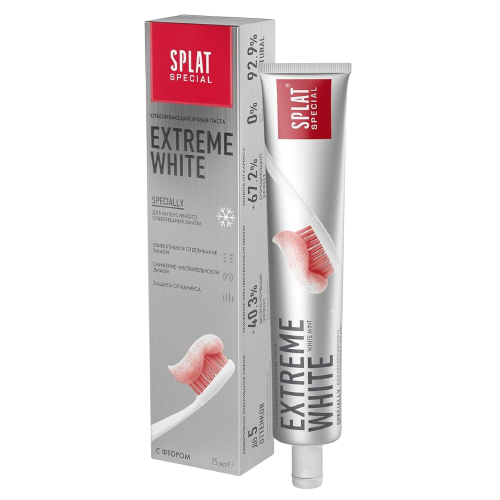 SPLAT
SPECIAL
ОТБЕЛИВАЮЩАЯ ЗУБНАЯ ПАСТА
EXTREME
WHITE
SPECIALLY
ДЛЯ ИНТЕНСИВНОГО
ОТБЕЛИВАНИЯ ЭМАЛИ
ЭФФЕКТИВНОЕ ОТБЕЛИВАНИЕ
ЭМАЛИ
СНИЖЕНИЕ ЧУВСТВИТЕЛЬНОСТИ
ЭМАЛИ
ЗАЩИТА ОТ КАРИЕСА
С ФТОРОМ
75 мл ℮
92.9%
NATURAL
0%
-67.2%
-40.3%
ДО 5
ОТТЕНКОВ
SPLAT®
SPECIAL
EXTREME
WHITE
WHITE MINT
SPECIALLY